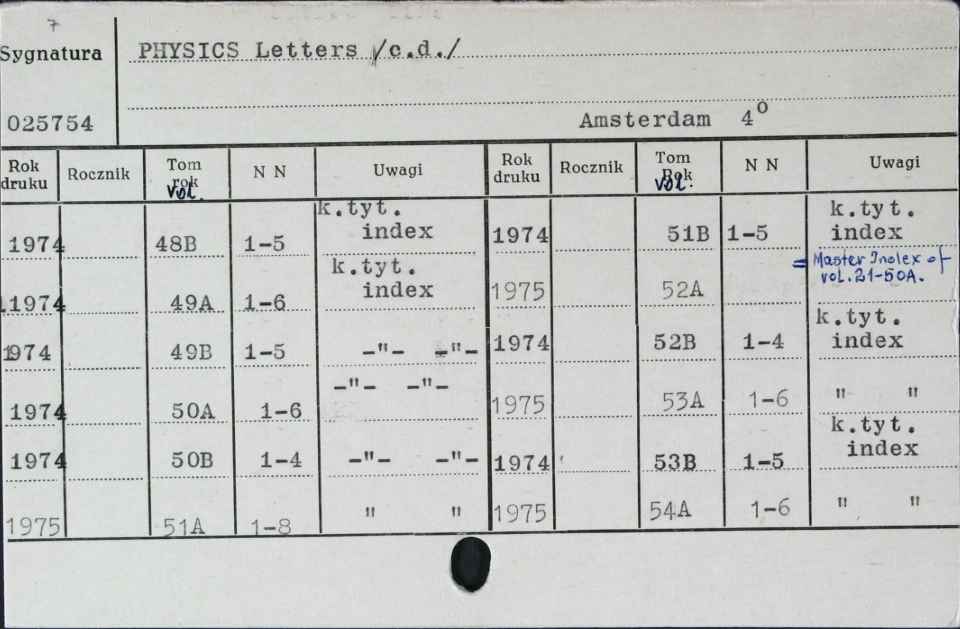 7
Sygnatura PHYSICS Letters /c.d./
025754 Amsterdam 4º
Rok druku Rocznik Tom rok vol. N N Uwagi Rok druku Rocznik Tom Rok vol. N N Uwagi
1974 48B 1-5 k.tyt. index 1974 51B 1-5 k.tyt. index
1974 49A 1-6 k.tyt. index 1975 52A = Master Index of vol. 21-50A.
1974 49B 1-5 -"- -"- 1974 52B 1-4 k.tyt. index
1974 50A 1-6 -"- -"- 1975 53A 1-6 " "
1974 50B 1-4 -"- -"- 1974 53B 1-5 k.tyt. index
1975 51A 1-8 " " 1975 54A 1-6 " "